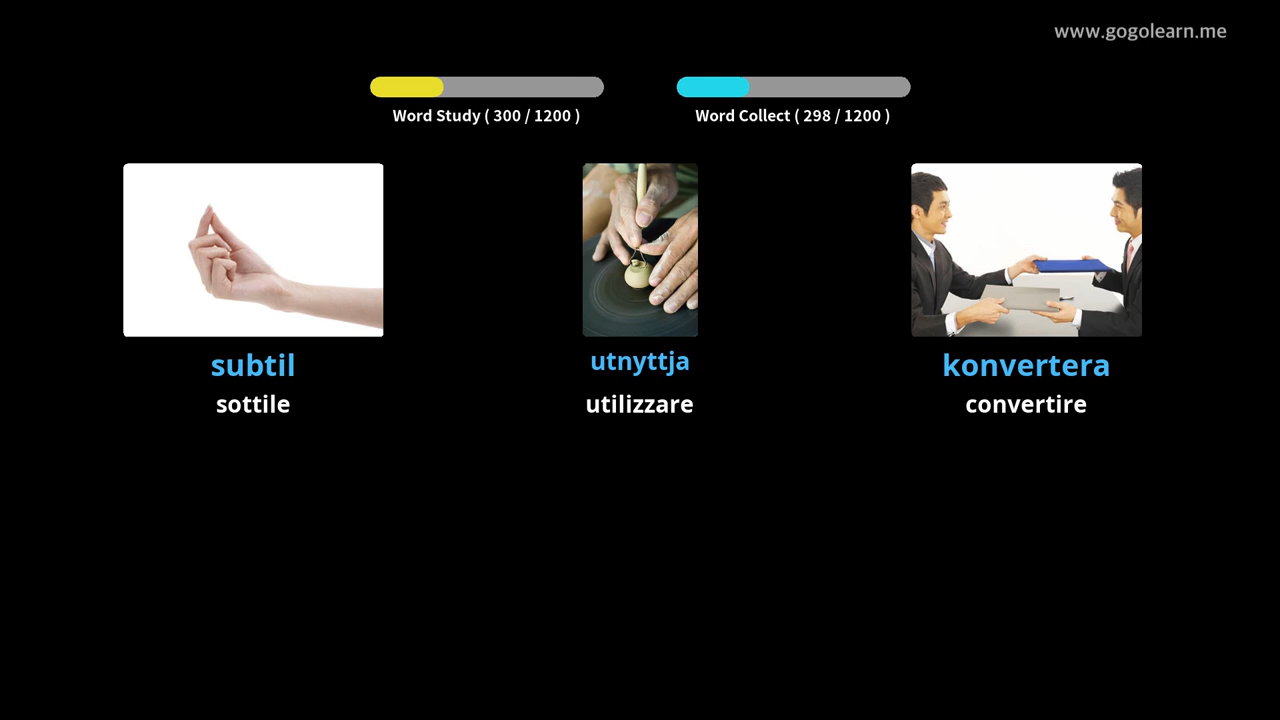 www.gogolearn.me
Word Study ( 300 / 1200 )
Word Collect ( 298 / 1200 )
subtil
utnyttja
konvertera
sottile
utilizzare
convertire